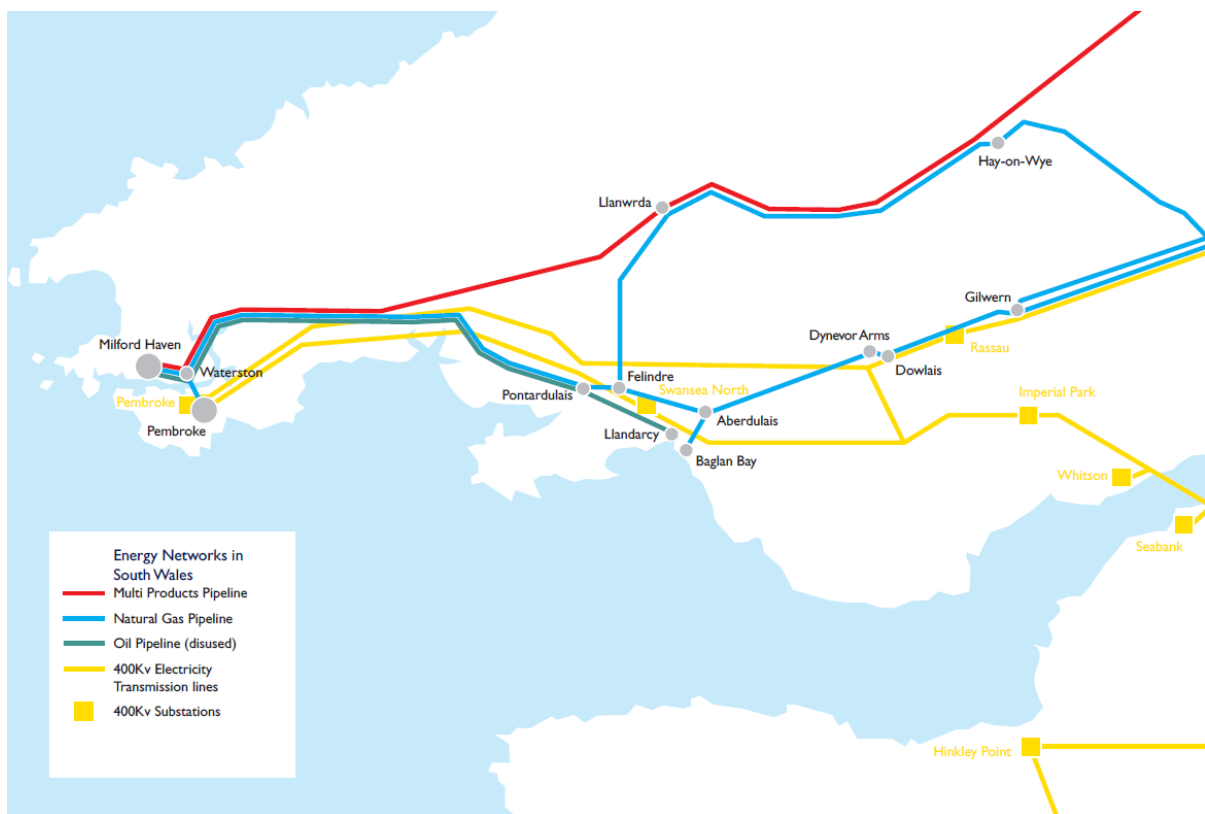 Hay-on-Wye
Llanwrda
Gilwern
Milford Haven
Dynevor Arms
Rassau
Waterston
Dowlais
Felindre
Swansea North
Pembroke
Pontardulais
Imperial Park
Pembroke
Aberdulais
Llandarcy
Baglan Bay
Whitson
Seabank
Energy Networks in
South Wales
Multi Products Pipeline
Natural Gas Pipeline
Oil Pipeline (disused)
400Kv Electricity
Transmission lines
400Kv Substations
Hinkley Point